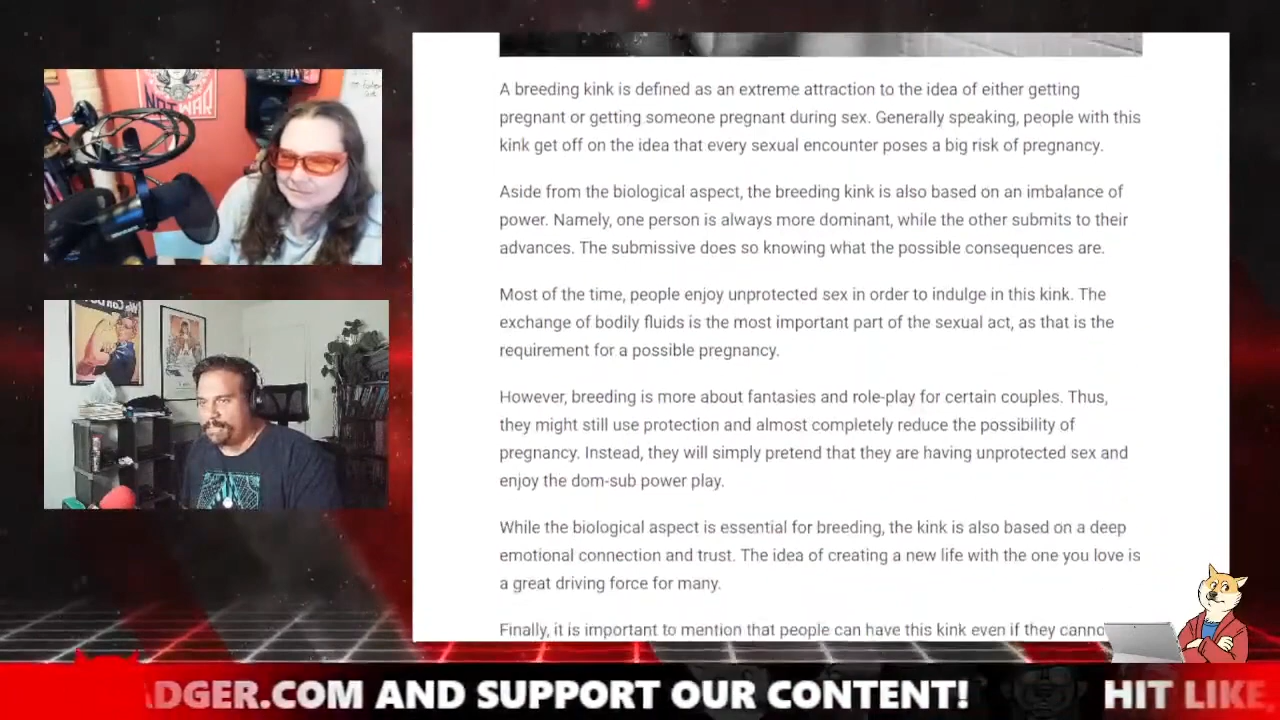 NOT WAR
A breeding kink is defined as an extreme attraction to the idea of either getting
pregnant or getting someone pregnant during sex. Generally speaking, people with this
kink get off on the idea that every sexual encounter poses a big risk of pregnancy.
Aside from the biological aspect, the breeding kink is also based on an imbalance of
power. Namely, one person is always more dominant, while the other submits to their
advances. The submissive does so knowing what the possible consequences are.
Most of the time, people enjoy unprotected sex in order to indulge in this kink. The
exchange of bodily fluids is the most important part of the sexual act, as that is the
requirement for a possible pregnancy.
However, breeding is more about fantasies and role-play for certain couples. Thus,
they might still use protection and almost completely reduce the possibility of
pregnancy. Instead, they will simply pretend that they are having unprotected sex and
enjoy the dom-sub power play.
While the biological aspect is essential for breeding, the kink is also based on a deep
emotional connection and trust. The idea of creating a new life with the one you love is
a great driving force for many.
Finally, it is important to mention that people can have this kink even if they canno
DGER.COM AND SUPPORT OUR CONTENT! HIT LIKE,